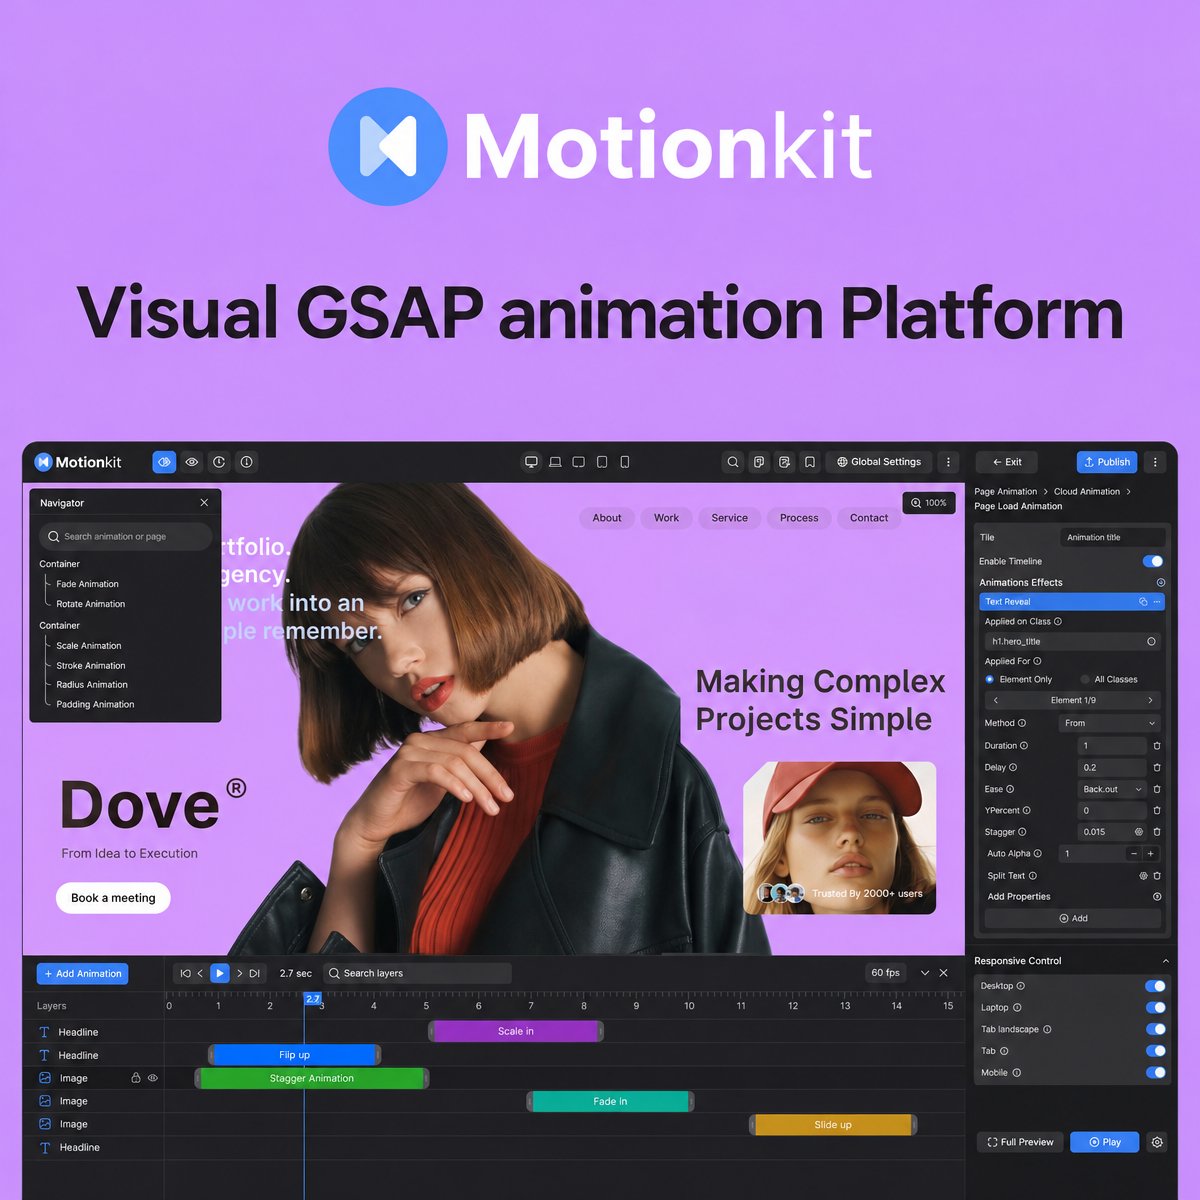 Motionkit
Visual GSAP animation Platform
Motionkit
Global Settings
Exit
Publish
Navigator
Search animation or page
Container
Fade Animation
Rotate Animation
Container
Scale Animation
Stroke Animation
Radius Animation
Padding Animation
tfolio.
gency.
work into an
ple remember.
About
Work
Service
Process
Contact
100%
Making Complex
Projects Simple
Dove®
From Idea to Execution
Book a meeting
Trusted By 2000+ users
Page Animation > Cloud Animation >
Page Load Animation
Tile
Animation title
Enable Timeline
Animations Effects
Text Reveal
Applied on Class
h1.hero_title
Applied For
Element Only
All Classes
Element 1/9
Method
From
Duration
1
Delay
0.2
Ease
Back.out
YPercent
0
Stagger
0.015
Auto Alpha
1
Split Text
Add Properties
Add
Responsive Control
Desktop
Laptop
Tab landscape
Tab
Mobile
Full Preview
Play
+ Add Animation
2.7 sec
Search layers
60 fps
Layers
0 1 2 2.7 3 4 5 6 7 8 9 10 11 12 13 14 15
Headline
Scale in
Headline
Flip up
Image
Stagger Animation
Image
Fade in
Image
Slide up
Headline